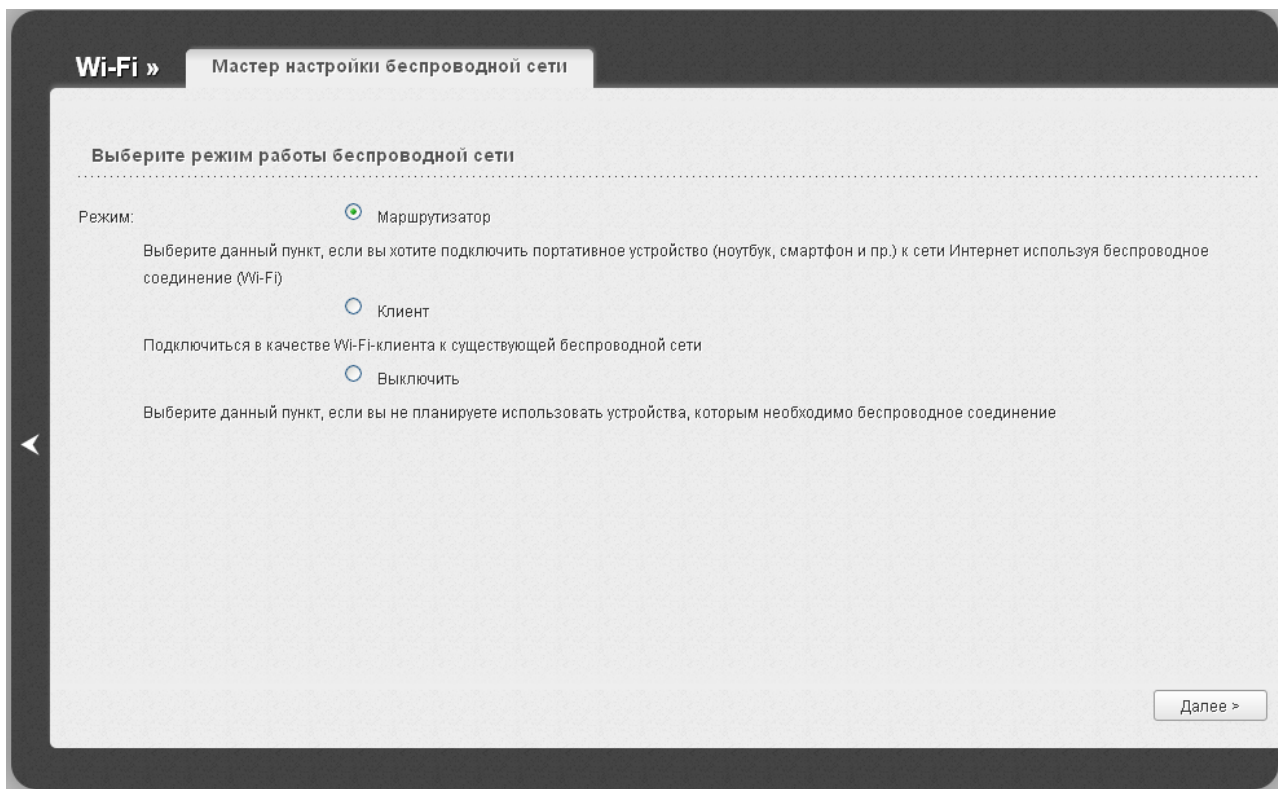 Wi-Fi » Мастер настройки беспроводной сети
Выберите режим работы беспроводной сети
Режим: Маршрутизатор
Выберите данный пункт, если вы хотите подключить портативное устройство (ноутбук, смартфон и пр.) к сети Интернет используя беспроводное
соединение (Wi-Fi)
Клиент
Подключиться в качестве Wi-Fi-клиента к существующей беспроводной сети
Выключить
Выберите данный пункт, если вы не планируете использовать устройства, которым необходимо беспроводное соединение
Далее >